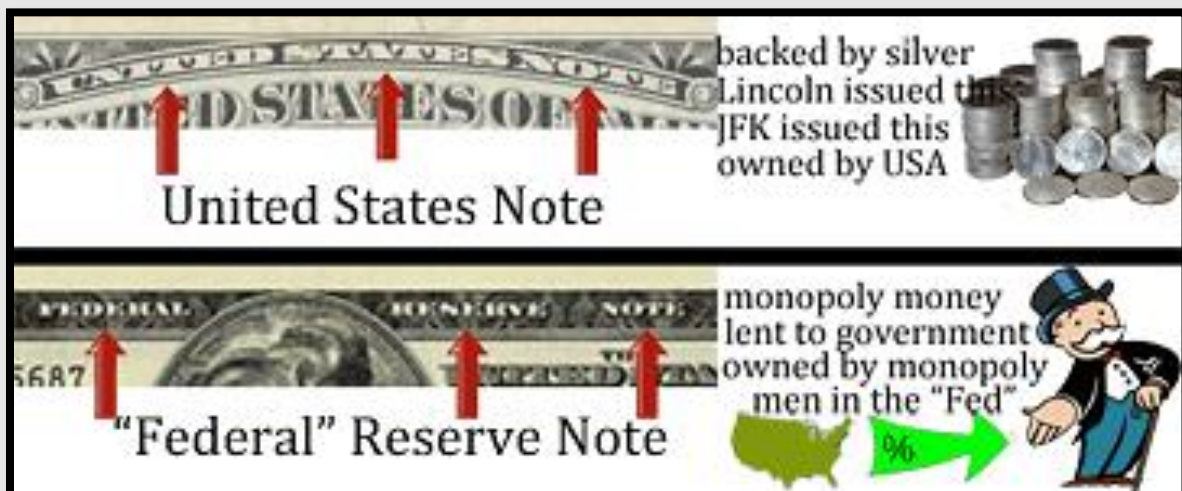 UNITED STATES NOTE
UNITED STATES OF
United States Note
backed by silver
Lincoln issued this
JFK issued this
owned by USA
FEDERAL RESERVE NOTE
5687
UNITED STA
"Federal" Reserve Note
monopoly money
lent to government
owned by monopoly
men in the "Fed"
%